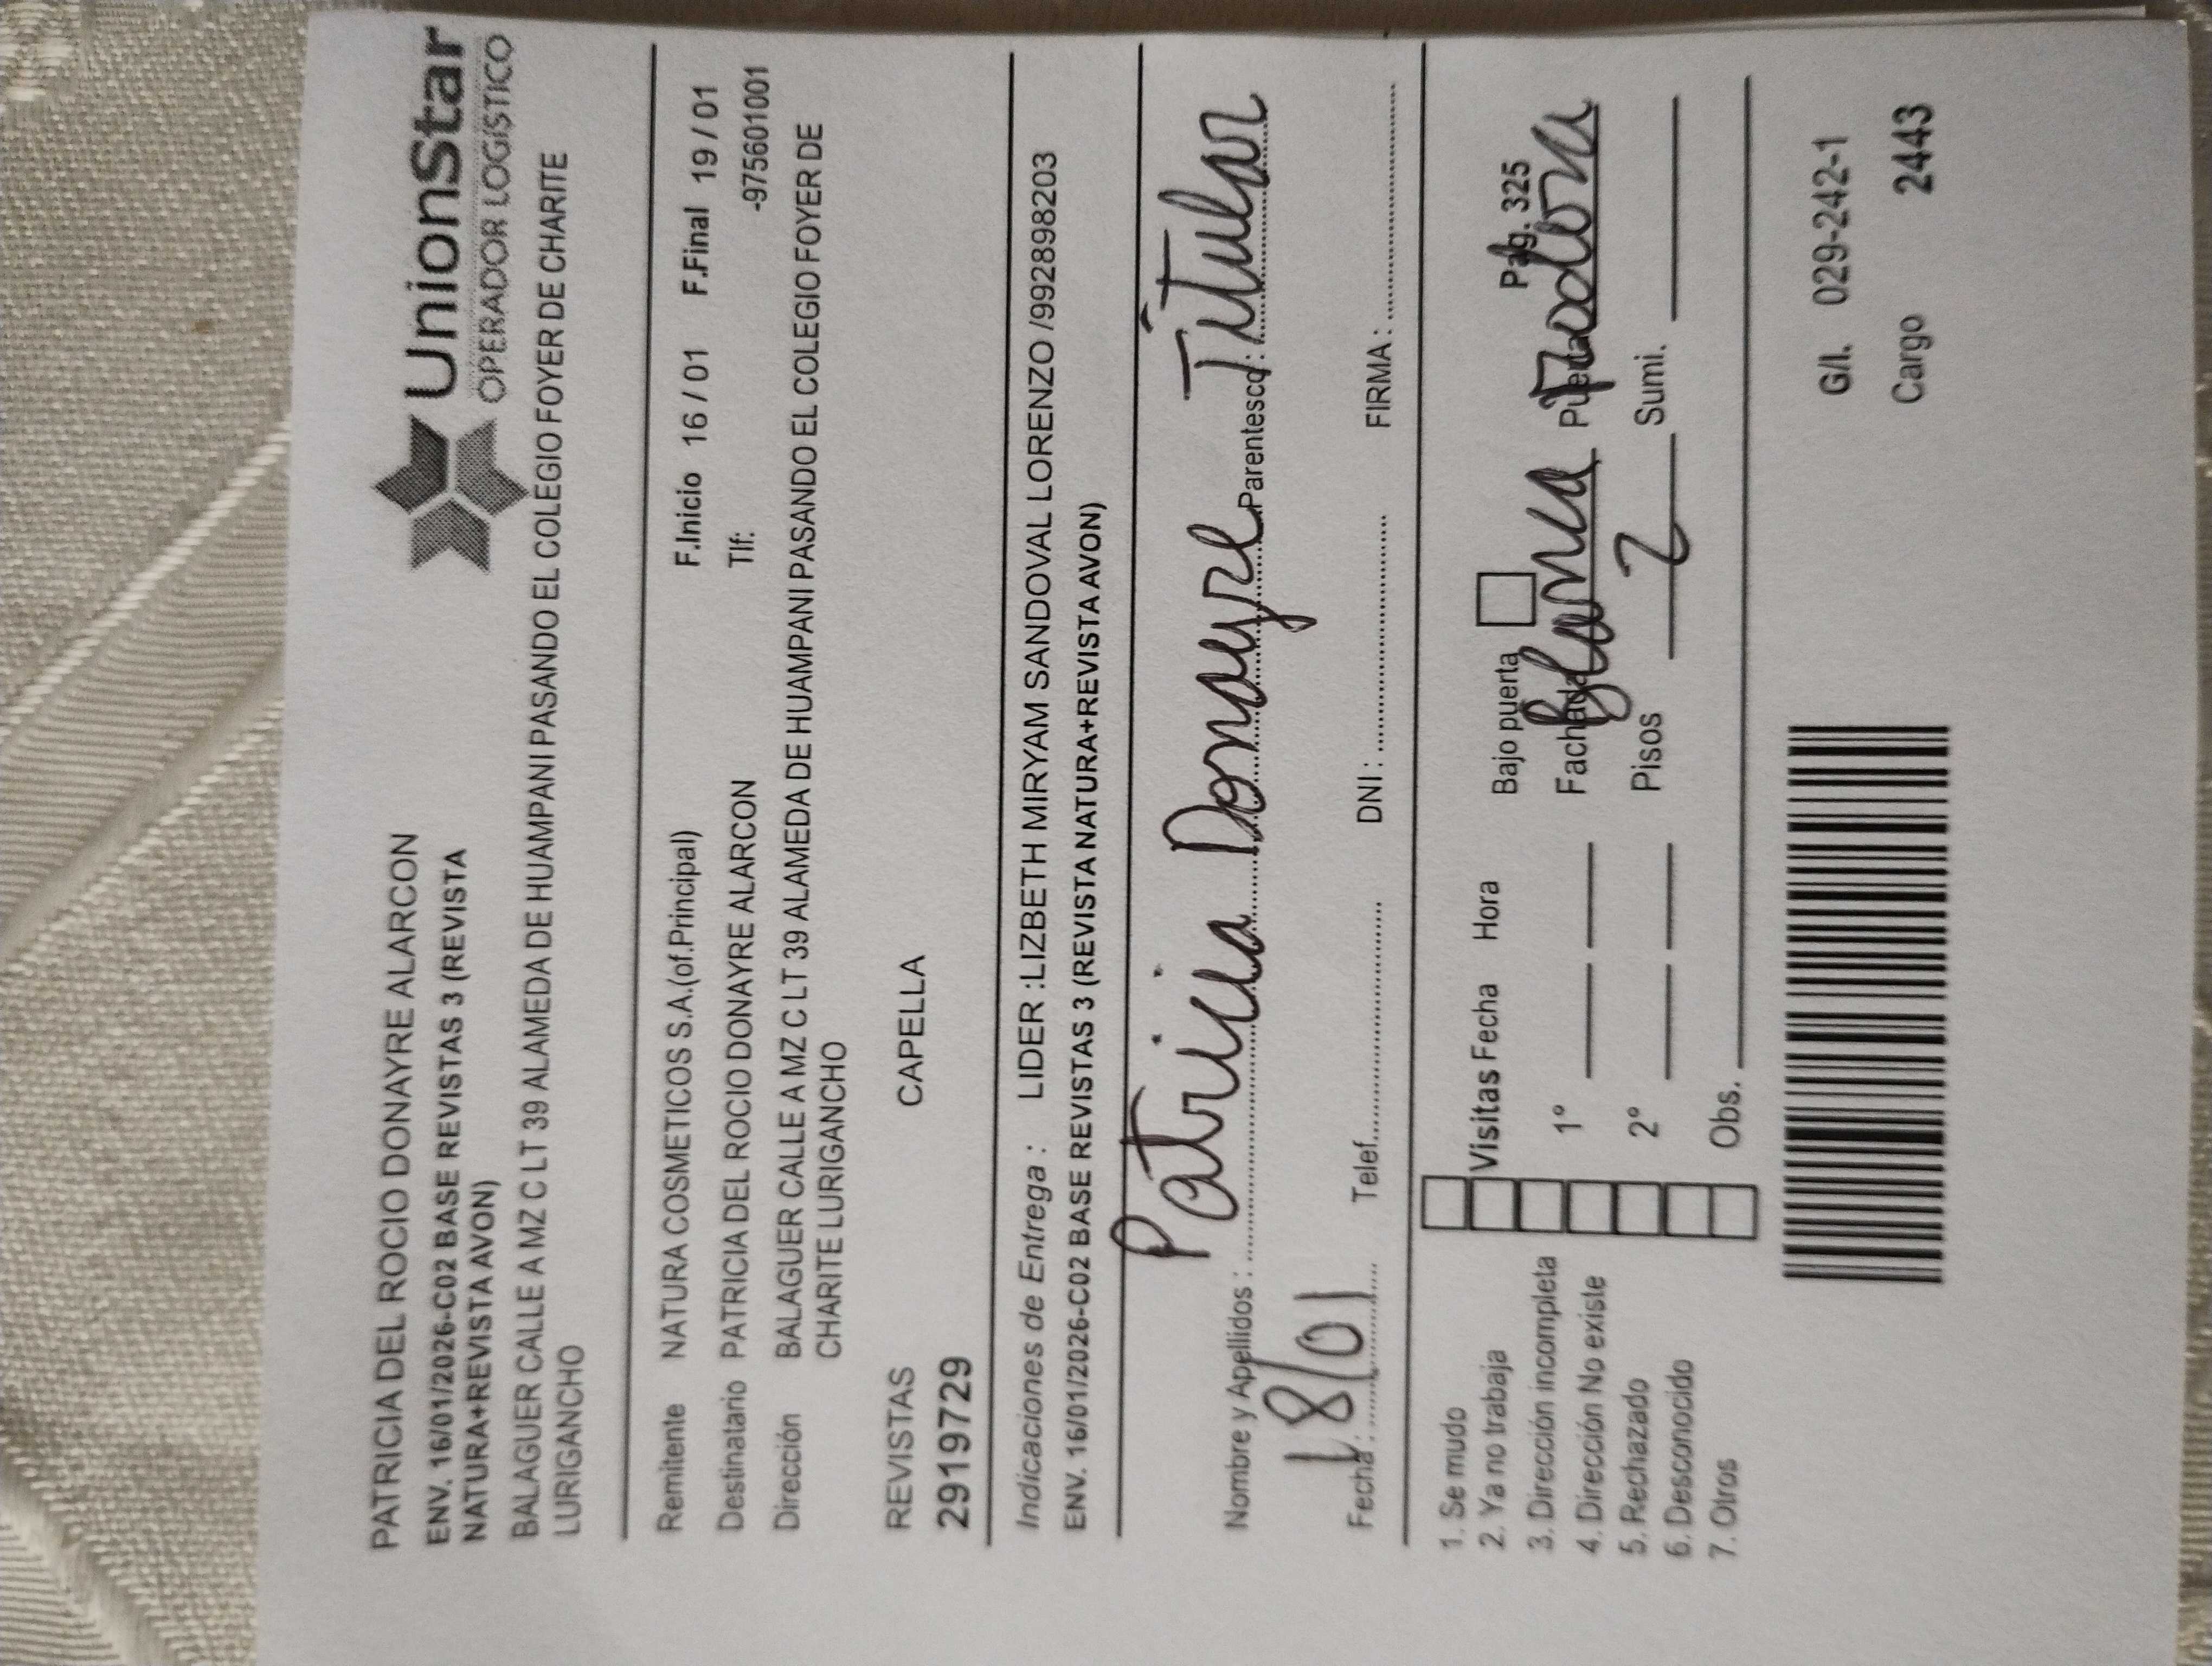 PATRICIA DEL ROCIO DONAYRE ALARCON
ENV. 16/01/2026-C02 BASE REVISTAS 3 (REVISTA
NATURA+REVISTA AVON)
UnionStar
OPERADOR LOGÍSTICO
BALAGUER CALLE A MZ C LT 39 ALAMEDA DE HUAMPANI PASANDO EL COLEGIO FOYER DE CHARITE
LURIGANCHO
Remitente NATURA COSMETICOS S.A.(of.Principal) F.Inicio 16 / 01 F.Final 19 / 01
Destinatario PATRICIA DEL ROCIO DONAYRE ALARCON Tlf: -975601001
Dirección BALAGUER CALLE A MZ C LT 39 ALAMEDA DE HUAMPANI PASANDO EL COLEGIO FOYER DE
CHARITE LURIGANCHO
REVISTAS CAPELLA
2919729
Indicaciones de Entrega : LIDER :LIZBETH MIRYAM SANDOVAL LORENZO /992898203
ENV. 16/01/2026-C02 BASE REVISTAS 3 (REVISTA NATURA+REVISTA AVON)
Nombre y Apellidos : Patricia Donayre Parentesco : Titular
Fecha : 18/01 Telef. DNI : FIRMA :
1. Se mudo
2. Ya no trabaja
3. Dirección incompleta
4. Dirección No existe
5. Rechazado
6. Desconocido
7. Otros
Visitas Fecha Hora Bajo puerta Pag. 325
1° Fachada Puerta
2° Pisos 2 Sumi.
Obs.
G/I. 029-242-1
Cargo 2443